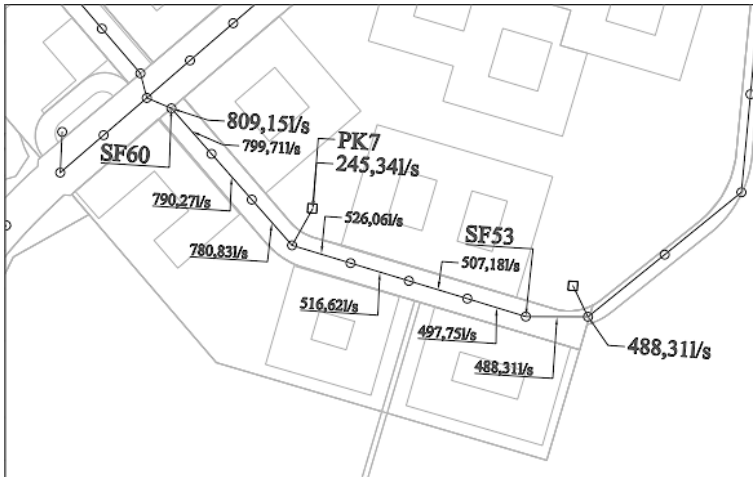 809,15l/s
799,71l/s
SF60
PK7
245,34l/s
790,27l/s
780,83l/s
526,06l/s
SF53
507,18l/s
516,62l/s
497,75l/s
488,31l/s
488,31l/s